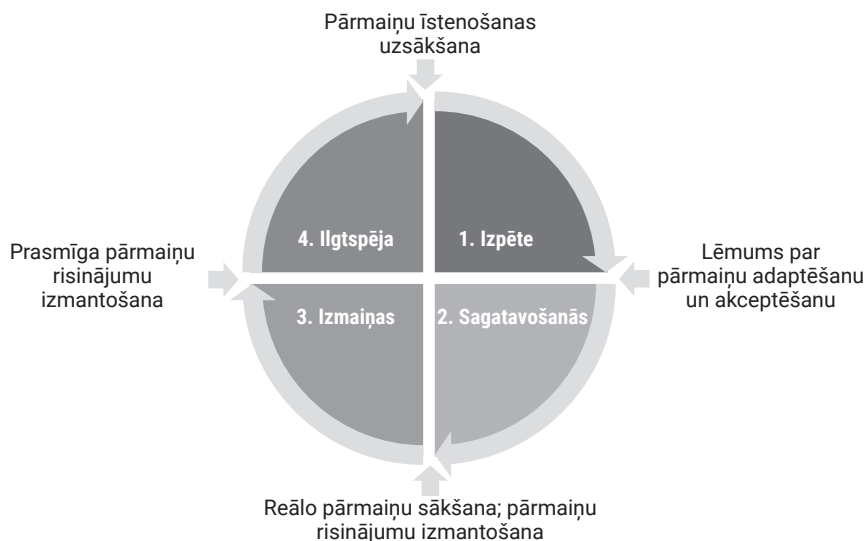 Pārmaiņu īstenošanas
uzsākšana
4. Ilgtspēja
1. Izpēte
Prasmīga pārmaiņu
risinājumu
izmantošana
Lēmums par
pārmaiņu adaptēšanu
un akceptēšanu
3. Izmaiņas
2. Sagatavošanās
Reālo pārmaiņu sākšana; pārmaiņu
risinājumu izmantošana